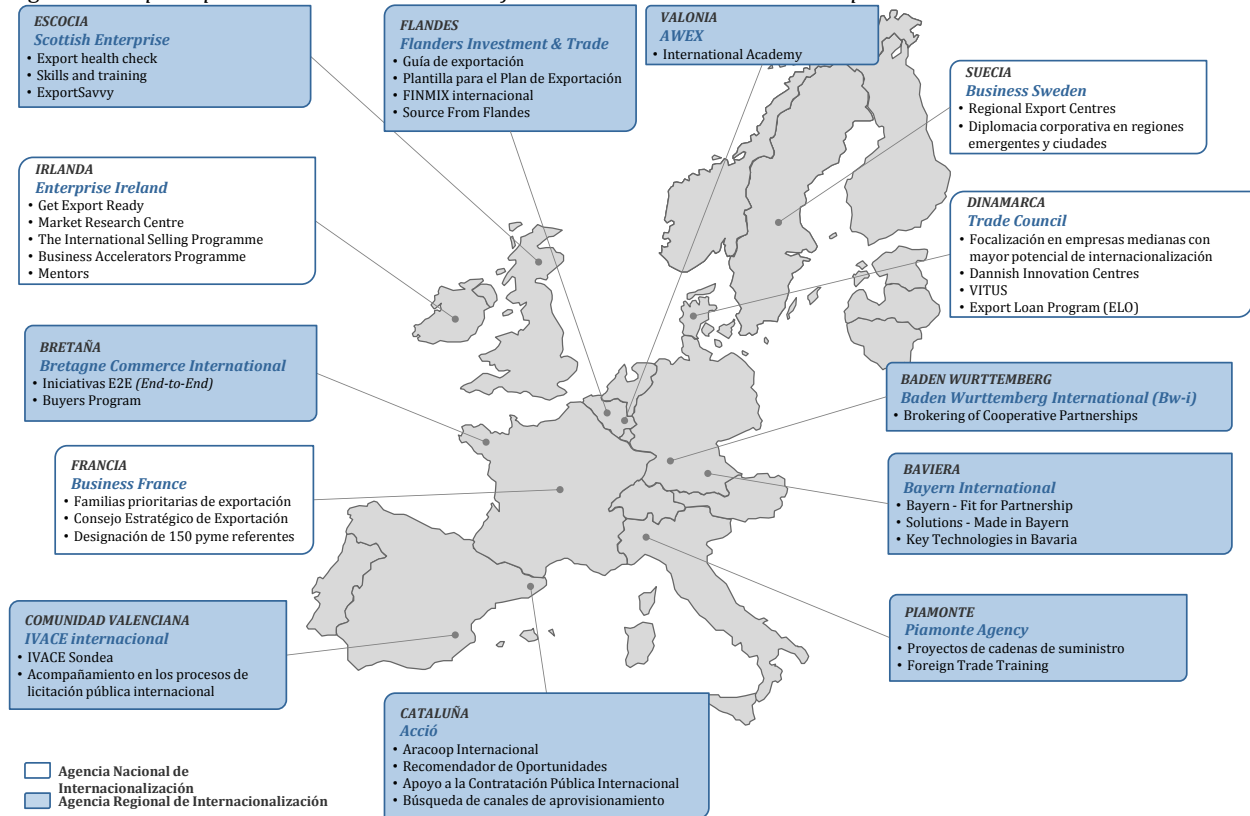 ESCOCIA
Scottish Enterprise
• Export health check
• Skills and training
• ExportSavvy
FLANDES
Flanders Investment & Trade
• Guía de exportación
• Plantilla para el Plan de Exportación
• FINMIX internacional
• Source From Flandes
VALONIA
AWEX
• International Academy
SUECIA
Business Sweden
• Regional Export Centres
• Diplomacia corporativa en regiones
emergentes y ciudades
IRLANDA
Enterprise Ireland
• Get Export Ready
• Market Research Centre
• The International Selling Programme
• Business Accelerators Programme
• Mentors
DINAMARCA
Trade Council
• Focalización en empresas medianas con
mayor potencial de internacionalización
• Dannish Innovation Centres
• VITUS
• Export Loan Program (ELO)
BRETAÑA
Bretagne Commerce International
• Iniciativas E2E (End-to-End)
• Buyers Program
BADEN WURTTEMBERG
Baden Wurttemberg International (Bw-i)
• Brokering of Cooperative Partnerships
FRANCIA
Business France
• Familias prioritarias de exportación
• Consejo Estratégico de Exportación
• Designación de 150 pyme referentes
BAVIERA
Bayern International
• Bayern - Fit for Partnership
• Solutions - Made in Bayern
• Key Technologies in Bavaria
COMUNIDAD VALENCIANA
IVACE internacional
• IVACE Sondea
• Acompañamiento en los procesos de
licitación pública internacional
PIAMONTE
Piamonte Agency
• Proyectos de cadenas de suministro
• Foreign Trade Training
CATALUÑA
Acció
• Aracoop Internacional
• Recomendador de Oportunidades
• Apoyo a la Contratación Pública Internacional
• Búsqueda de canales de aprovisionamiento
Agencia Nacional de
Internacionalización
Agencia Regional de Internacionalización